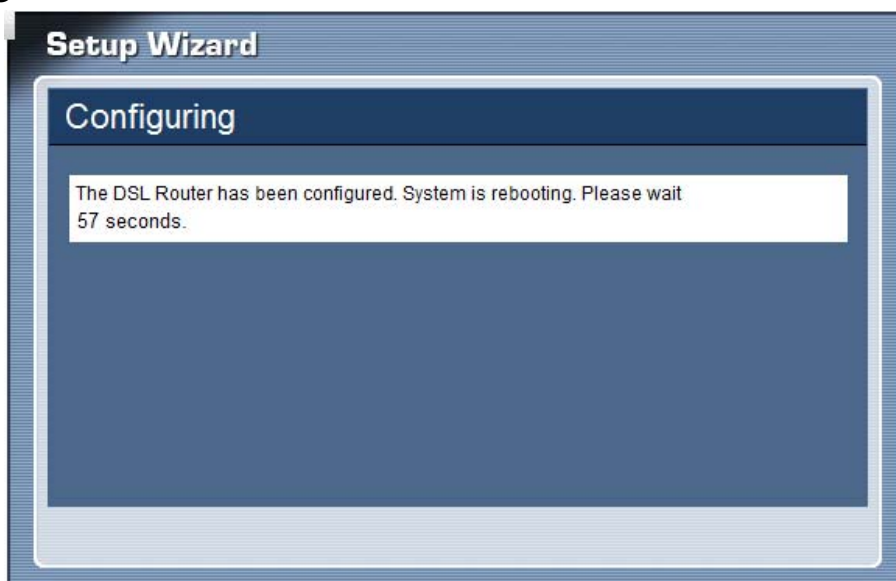 Setup Wizard
Configuring
The DSL Router has been configured. System is rebooting. Please wait
57 seconds.